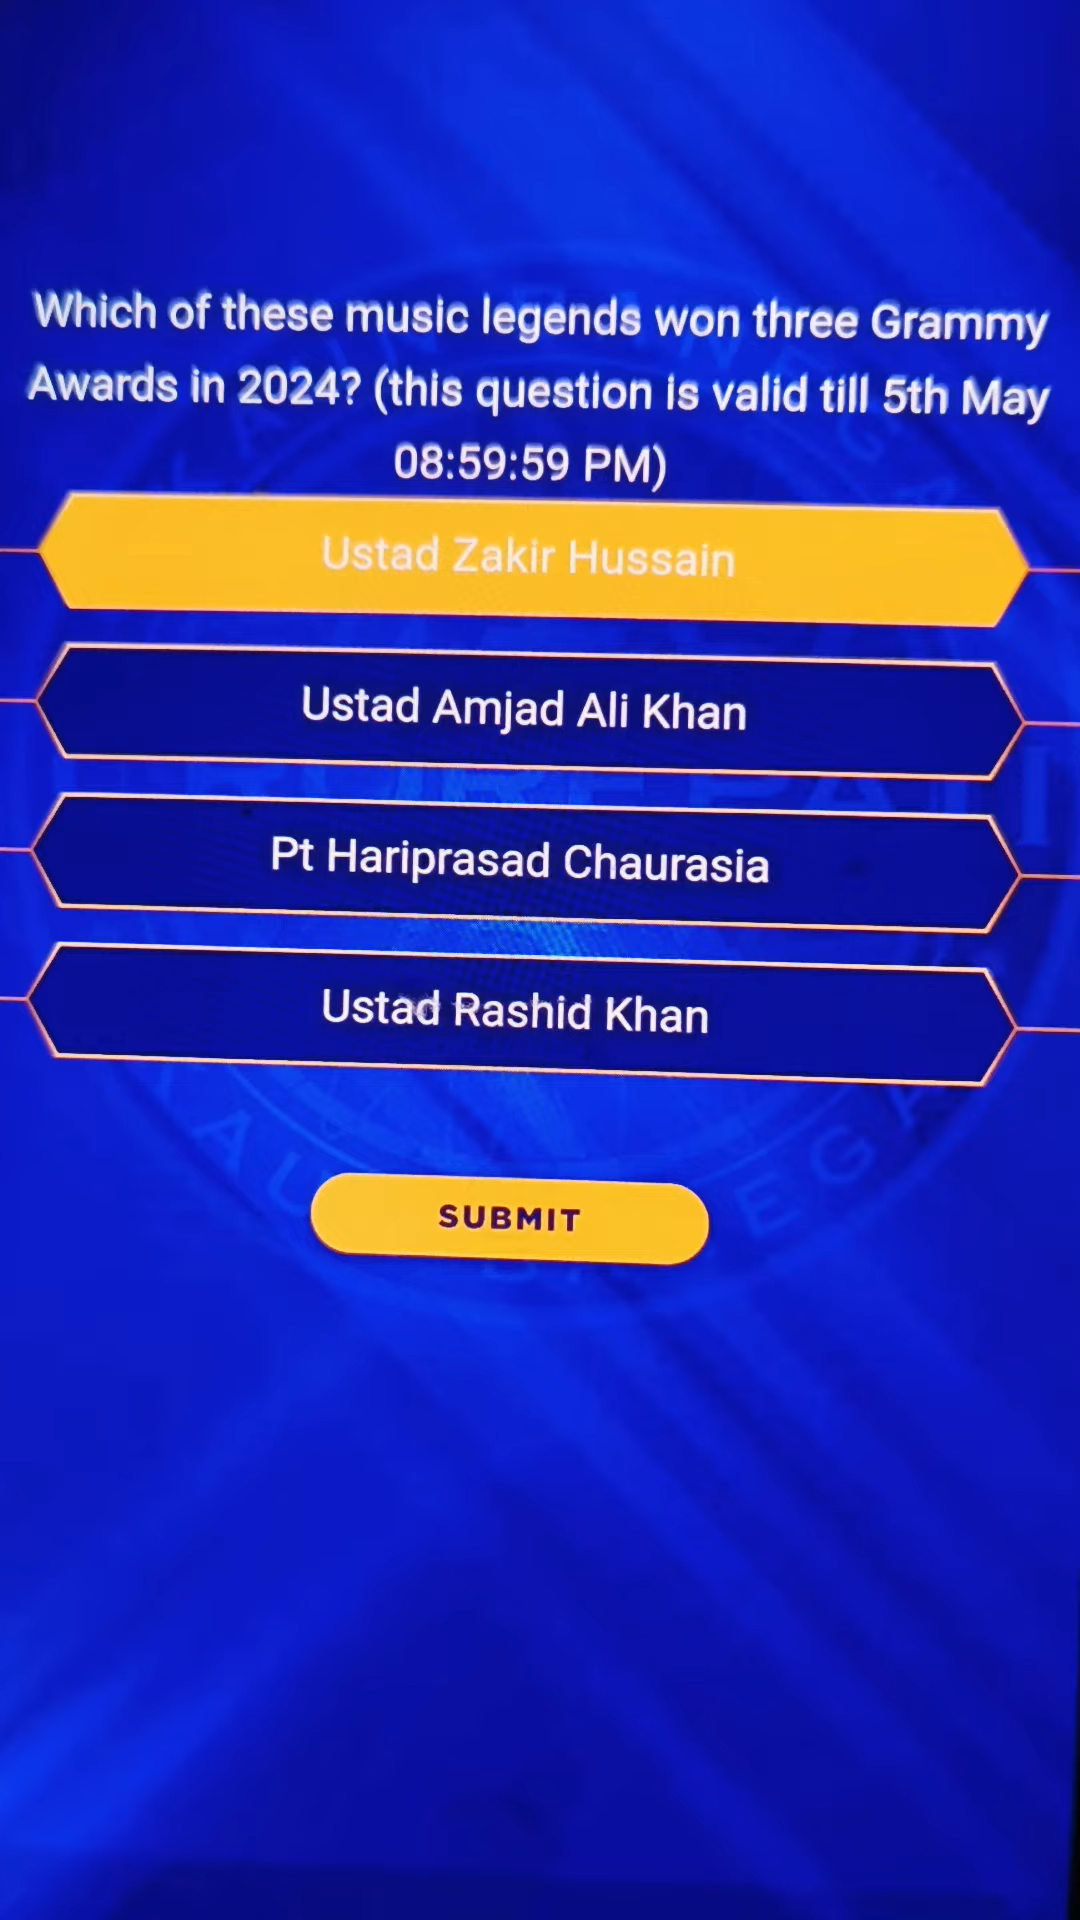 Which of these music legends won three Grammy
Awards in 2024? (this question is valid till 5th May
08:59:59 PM)
Ustad Zakir Hussain
Ustad Amjad Ali Khan
Pt Hariprasad Chaurasia
Ustad Rashid Khan
SUBMIT